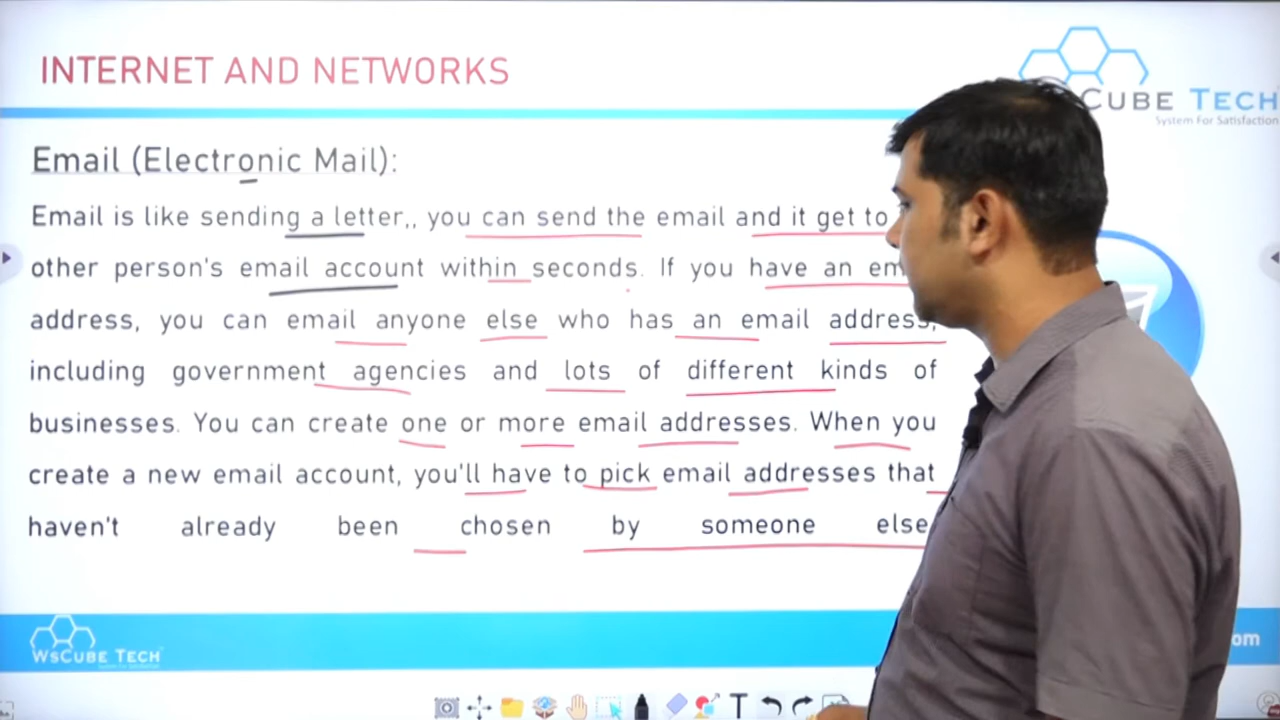 INTERNET AND NETWORKS
CUBE TECH
System For Satisfaction
Email (Electronic Mail):
Email is like sending a letter,, you can send the email and it get to
other person's email account within seconds. If you have an em
address, you can email anyone else who has an email address,
including government agencies and lots of different kinds of
businesses. You can create one or more email addresses. When you
create a new email account, you'll have to pick email addresses that
haven't already been chosen by someone else
WSCUBE TECH
om
T